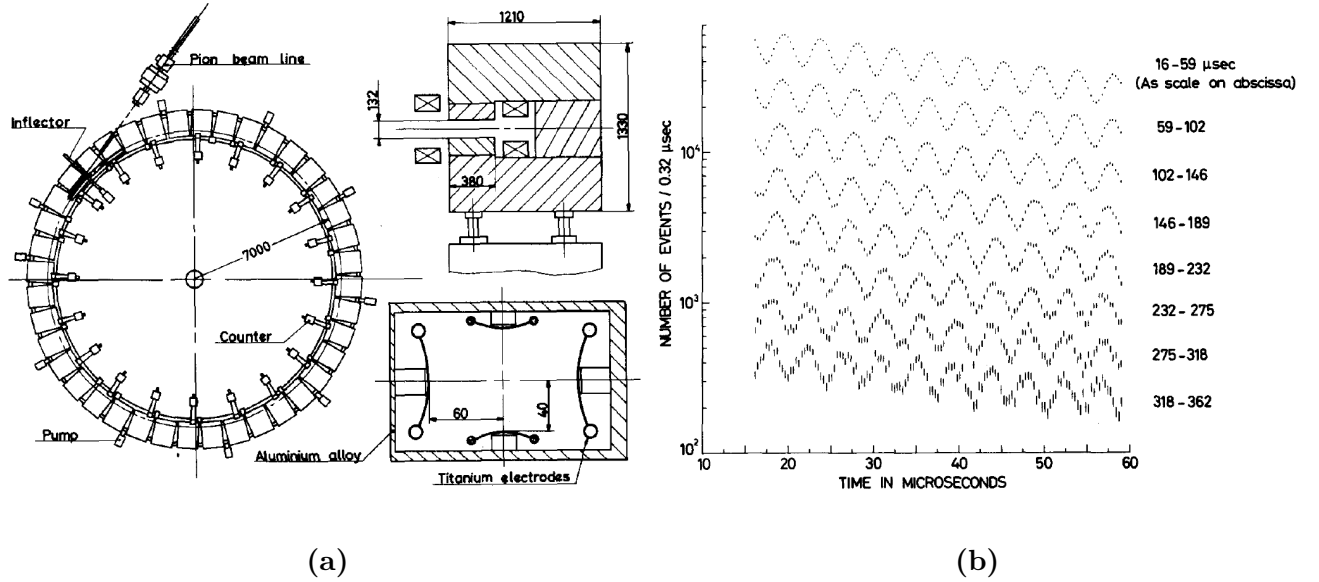 Pion beam line
Inflector
7000
Counter
Pump
1210
132
1330
380
60
40
Aluminium alloy
Titanium electrodes
(a)
NUMBER OF EVENTS / 0.32 µsec
10⁴
10³
10²
10
20
30
40
50
60
TIME IN MICROSECONDS
16-59 µsec
(As scale on abscissa)
59-102
102-146
146-189
189-232
232-275
275-318
318-362
(b)